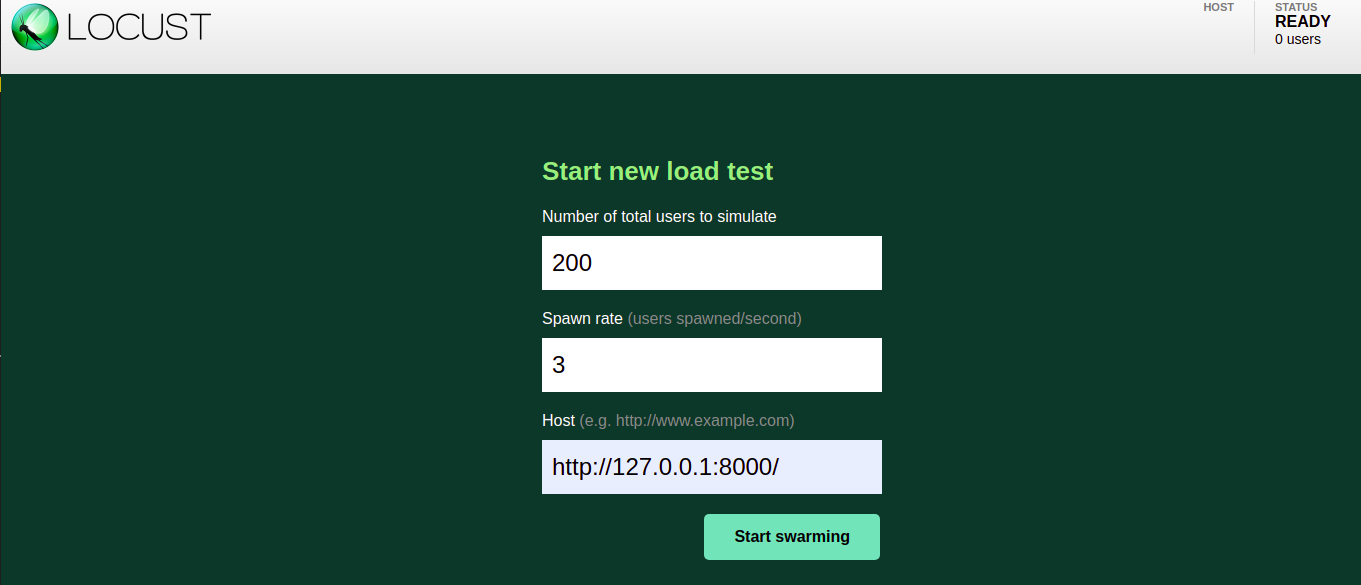 LOCUST
HOST
STATUS
READY
0 users
Start new load test
Number of total users to simulate
200
Spawn rate (users spawned/second)
3
Host (e.g. http://www.example.com)
http://127.0.0.1:8000/
Start swarming